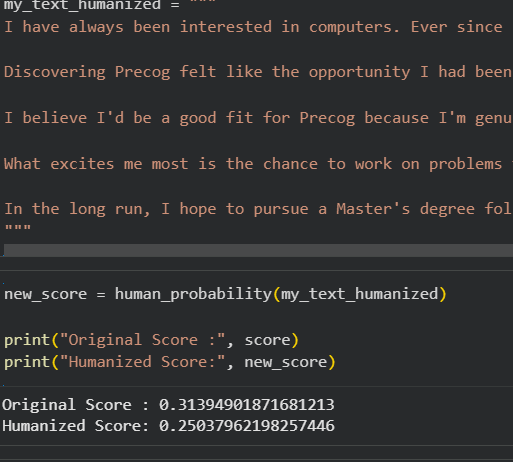 my_text_humanized = """
I have always been interested in computers. Ever since
Discovering Precog felt like the opportunity I had been
I believe I'd be a good fit for Precog because I'm genu
What excites me most is the chance to work on problems
In the long run, I hope to pursue a Master's degree fol
"""
new_score = human_probability(my_text_humanized)
print("Original Score :", score)
print("Humanized Score:", new_score)
Original Score : 0.31394901871681213
Humanized Score: 0.25037962198257446